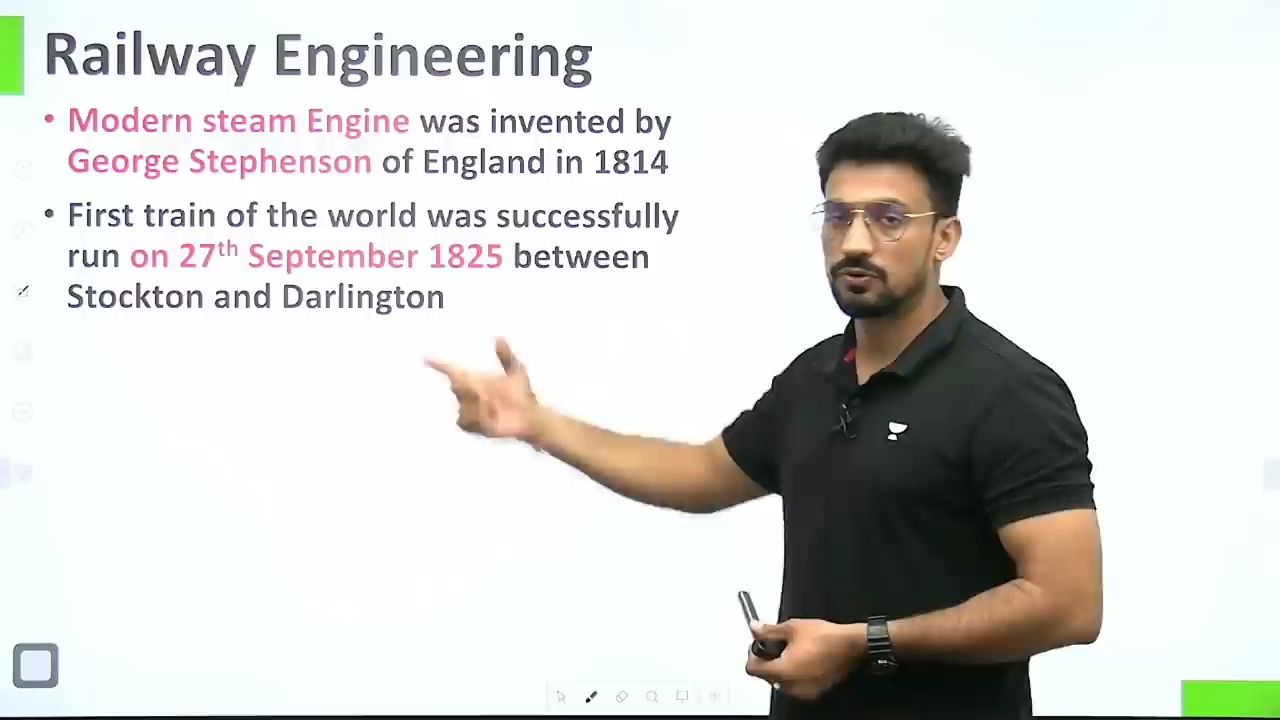 Railway Engineering
• Modern steam Engine was invented by
George Stephenson of England in 1814
• First train of the world was successfully
run on 27th September 1825 between
Stockton and Darlington